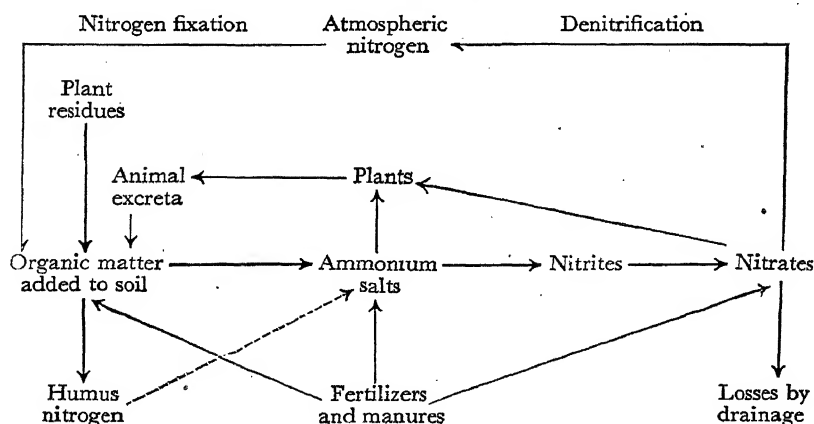 Nitrogen fixation
Atmospheric
nitrogen
Denitrification
Plant
residues
Animal
excreta
Plants
Organic matter
added to soil
Ammonium
salts
Nitrites
Nitrates
Humus
nitrogen
Fertilizers
and manures
Losses by
drainage